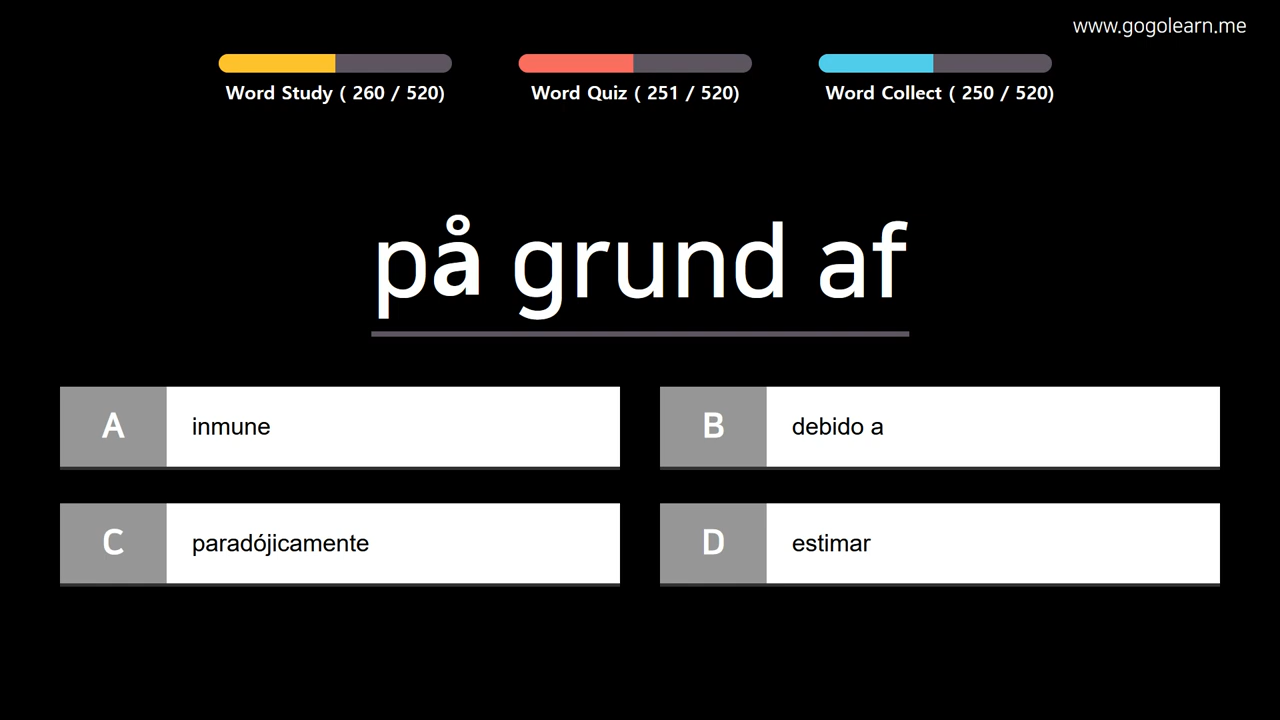 www.gogolearn.me
Word Study ( 260 / 520)
Word Quiz ( 251 / 520)
Word Collect ( 250 / 520)
på grund af
A inmune
B debido a
C paradójicamente
D estimar